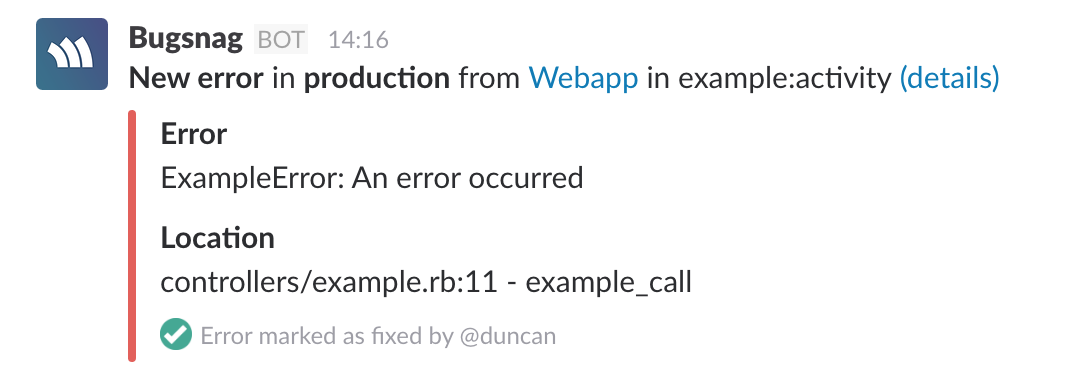 Bugsnag BOT 14:16
New error in production from Webapp in example:activity (details)
Error
ExampleError: An error occurred
Location
controllers/example.rb:11 - example_call
Error marked as fixed by @duncan